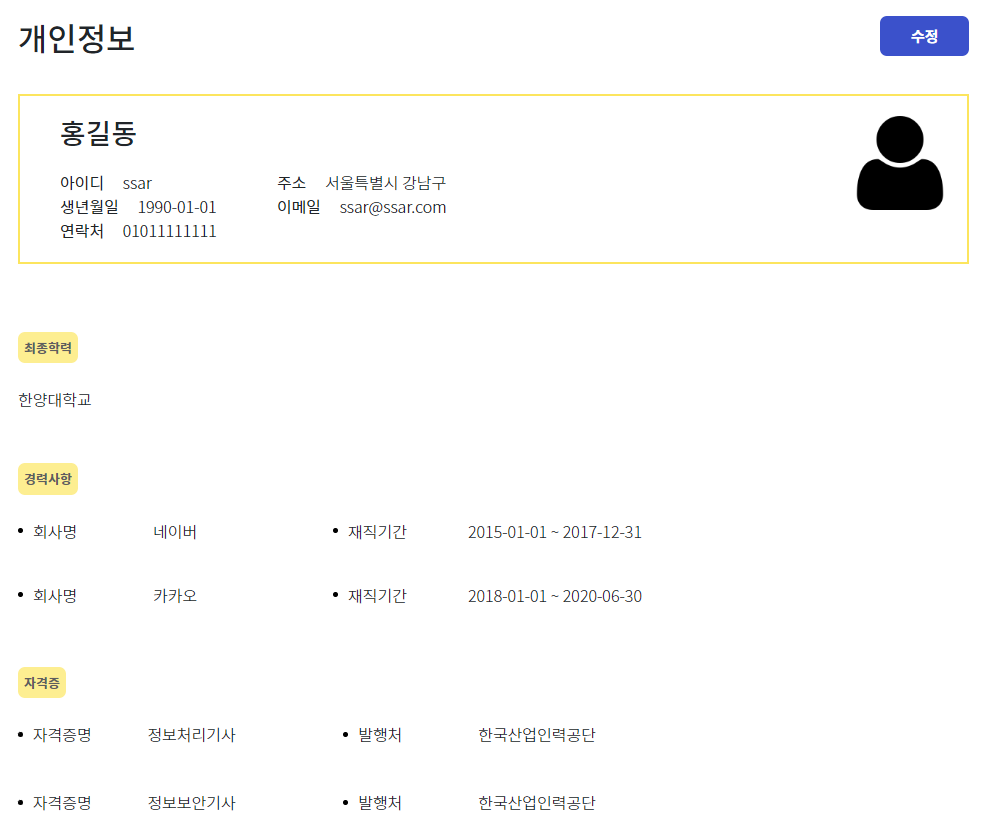 개인정보
수정
홍길동
아이디 ssar 주소 서울특별시 강남구
생년월일 1990-01-01 이메일 ssar@ssar.com
연락처 01011111111
최종학력
한양대학교
경력사항
• 회사명 네이버 • 재직기간 2015-01-01 ~ 2017-12-31
• 회사명 카카오 • 재직기간 2018-01-01 ~ 2020-06-30
자격증
• 자격증명 정보처리기사 • 발행처 한국산업인력공단
• 자격증명 정보보안기사 • 발행처 한국산업인력공단